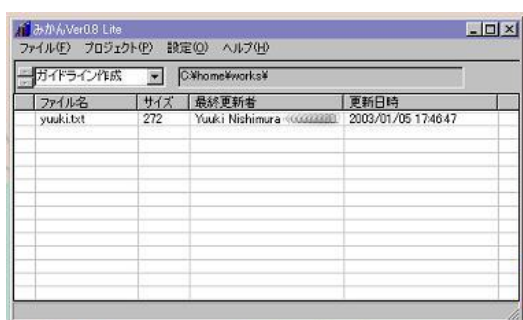 みかんVer0.8 Lite
ファイル(F) プロジェクト(P) 設定(O) ヘルプ(H)
ガイドライン作成 C:¥home¥works¥
ファイル名 サイズ 最終更新者 更新日時
yuuki.txt 272 Yuuki Nishimura 2003/01/05 17:46:47